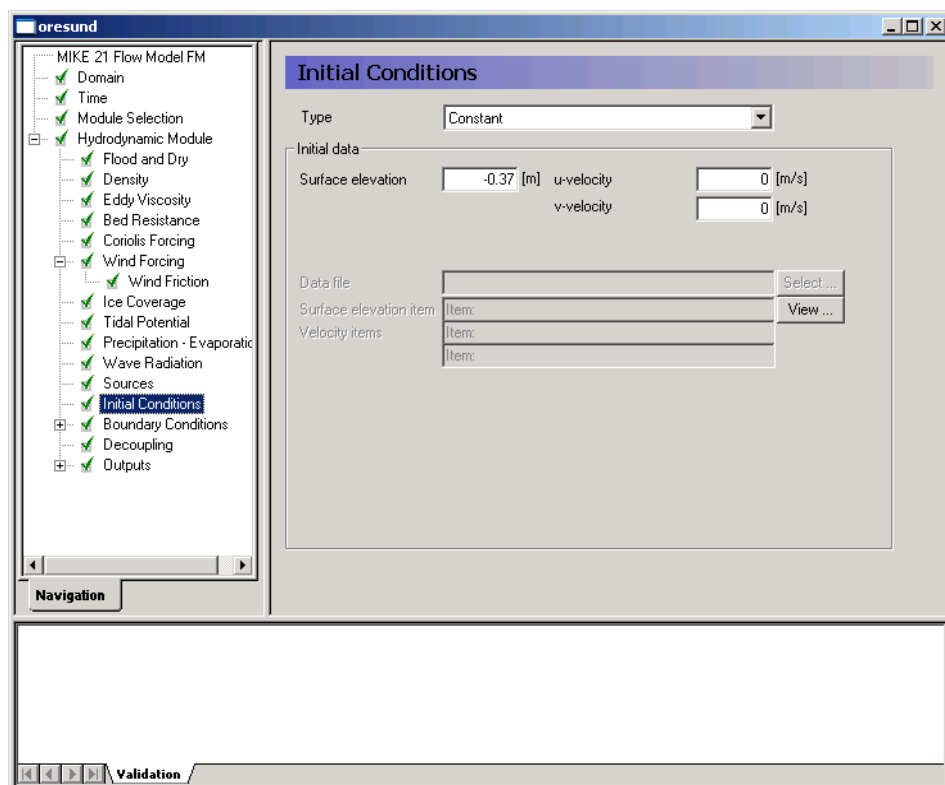 oresund
MIKE 21 Flow Model FM
Domain
Time
Module Selection
Hydrodynamic Module
Flood and Dry
Density
Eddy Viscosity
Bed Resistance
Coriolis Forcing
Wind Forcing
Wind Friction
Ice Coverage
Tidal Potential
Precipitation - Evaporatic
Wave Radiation
Sources
Initial Conditions
Boundary Conditions
Decoupling
Outputs
Navigation
Initial Conditions
Type Constant
Initial data
Surface elevation -0.37 [m] u-velocity 0 [m/s]
v-velocity 0 [m/s]
Data file Select ...
Surface elevation item Item: View ...
Velocity items Item:
Item:
Validation